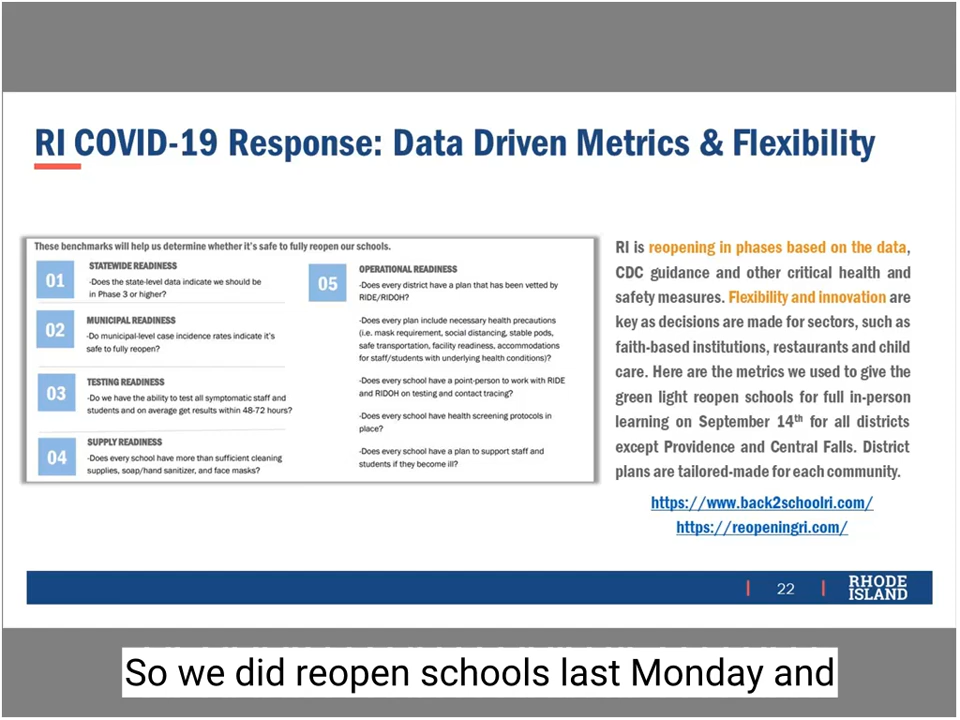 RI COVID-19 Response: Data Driven Metrics & Flexibility
These benchmarks will help us determine whether it's safe to fully reopen our schools.
01
STATEWIDE READINESS
-Does the state-level data indicate we should be
in Phase 3 or higher?
02
MUNICIPAL READINESS
-Do municipal-level case incidence rates indicate it's
safe to fully reopen?
03
TESTING READINESS
-Do we have the ability to test all symptomatic staff and
students and on average get results within 48-72 hours?
04
SUPPLY READINESS
-Does every school have more than sufficient cleaning
supplies, soap/hand sanitizer, and face masks?
05
OPERATIONAL READINESS
-Does every district have a plan that has been vetted by
RIDE/RIDOH?
-Does every plan include necessary health precautions
(i.e. mask requirement, social distancing, stable pods,
safe transportation, facility readiness, accommodations
for staff/students with underlying health conditions)?
-Does every school have a point-person to work with RIDE
and RIDOH on testing and contact tracing?
-Does every school have health screening protocols in
place?
-Does every school have a plan to support staff and
students if they become ill?
RI is reopening in phases based on the data,
CDC guidance and other critical health and
safety measures. Flexibility and innovation are
key as decisions are made for sectors, such as
faith-based institutions, restaurants and child
care. Here are the metrics we used to give the
green light reopen schools for full in-person
learning on September 14th for all districts
except Providence and Central Falls. District
plans are tailored-made for each community.
https://www.back2schoolri.com/
https://reopeningri.com/
22
RHODE
ISLAND
So we did reopen schools last Monday and